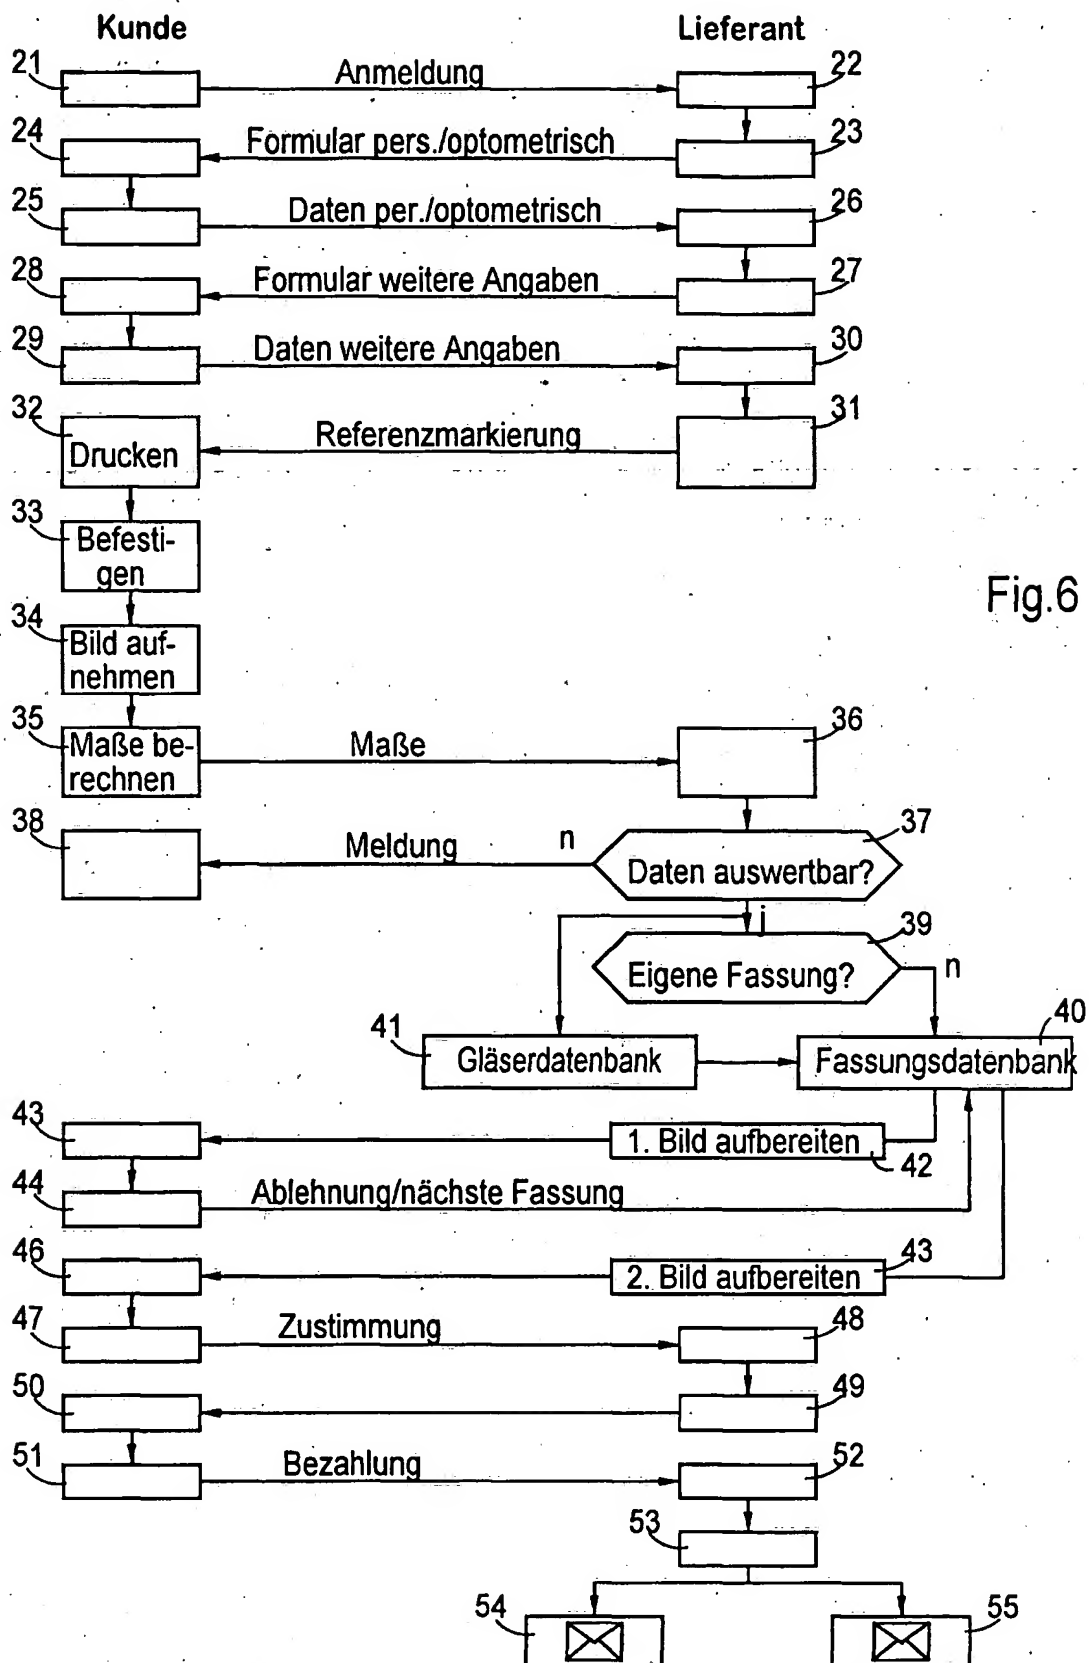 Kunde Lieferant
21 Anmeldung 22
24 Formular pers./optometrisch 23
25 Daten per./optometrisch 26
28 Formular weitere Angaben 27
29 Daten weitere Angaben 30
32 Drucken Referenzmarkierung 31
33 Befesti-
gen
Fig.6
34 Bild auf-
nehmen
35 Maße be- Maße 36
rechnen
38 Meldung n 37
Daten auswertbar?
j 39
Eigene Fassung? n
41 Gläserdatenbank 40 Fassungsdatenbank
43 1. Bild aufbereiten 42
44 Ablehnung/nächste Fassung
46 2. Bild aufbereiten 43
47 Zustimmung 48
50 49
51 Bezahlung 52
53
54 55